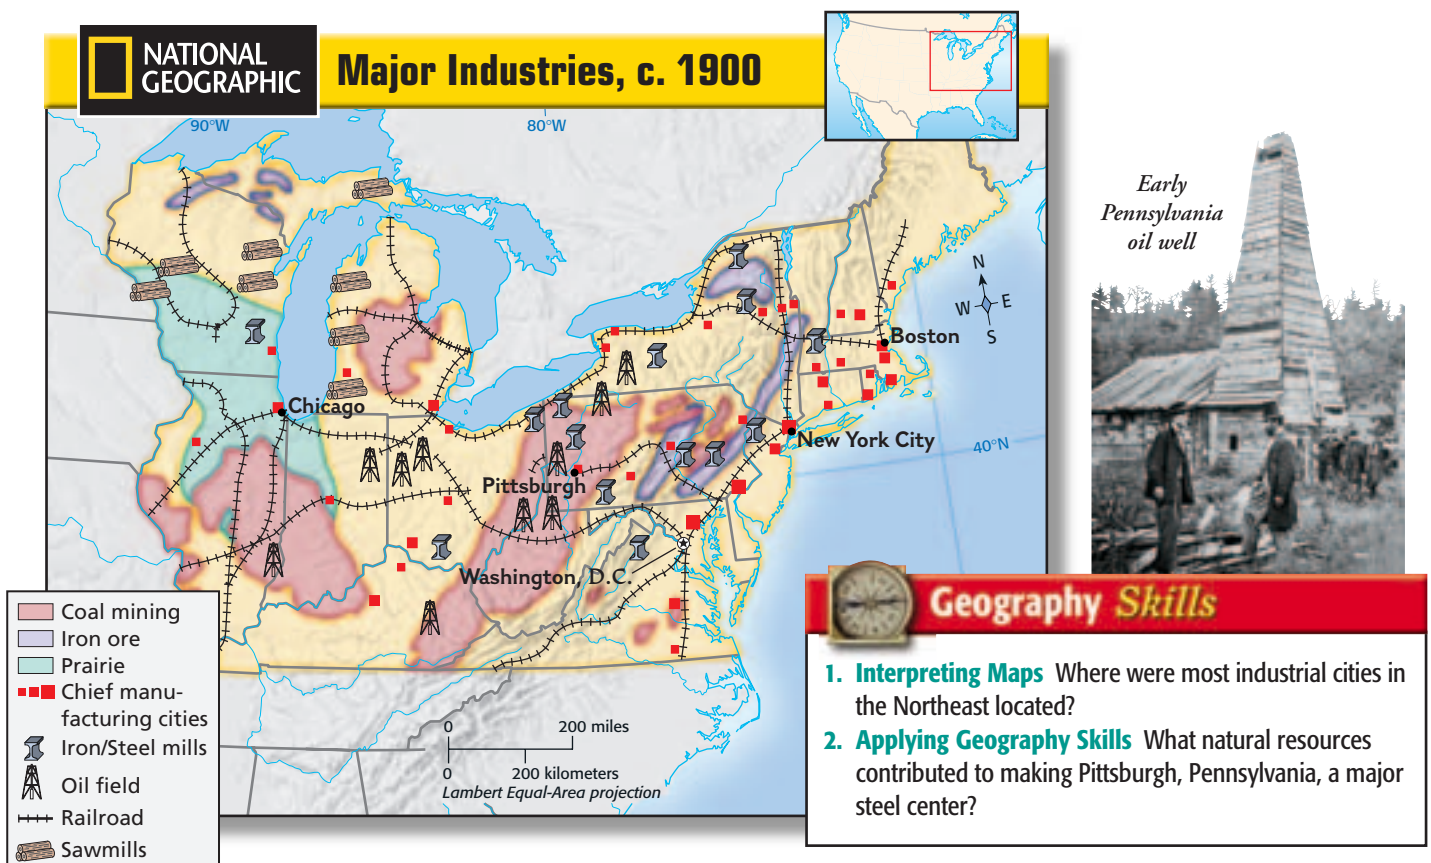 NATIONAL
GEOGRAPHIC
Major Industries, c. 1900
90°W
80°W
Early
Pennsylvania
oil well
N
W E
S
Boston
Chicago
New York City
40°N
Pittsburgh
Washington, D.C.
Coal mining
Iron ore
Prairie
Chief manu-
facturing cities
Iron/Steel mills
Oil field
Railroad
Sawmills
0 200 miles
0 200 kilometers
Lambert Equal-Area projection
Geography Skills
1. Interpreting Maps Where were most industrial cities in
the Northeast located?
2. Applying Geography Skills What natural resources
contributed to making Pittsburgh, Pennsylvania, a major
steel center?